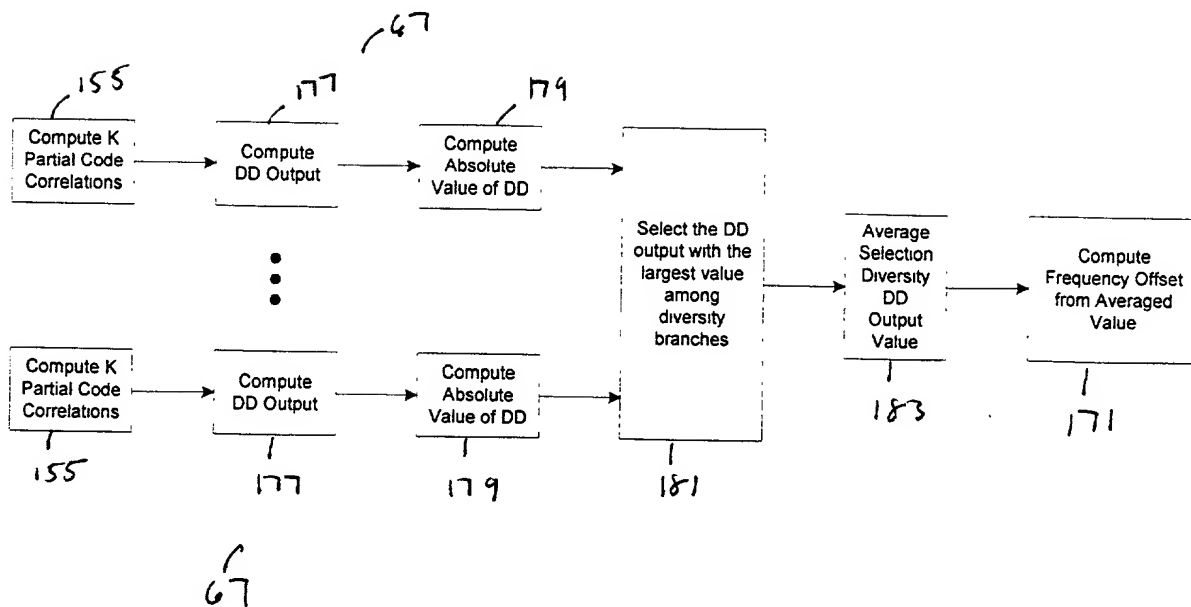 67
155
177
179
Compute K
Partial Code
Correlations
Compute
DD Output
Compute
Absolute
Value of DD
Select the DD
output with the
largest value
among
diversity
branches
Average
Selection
Diversity
DD
Output
Value
Compute
Frequency Offset
from Averaged
Value
Compute K
Partial Code
Correlations
Compute
DD Output
Compute
Absolute
Value of DD
155
177
179
181
183
171
67